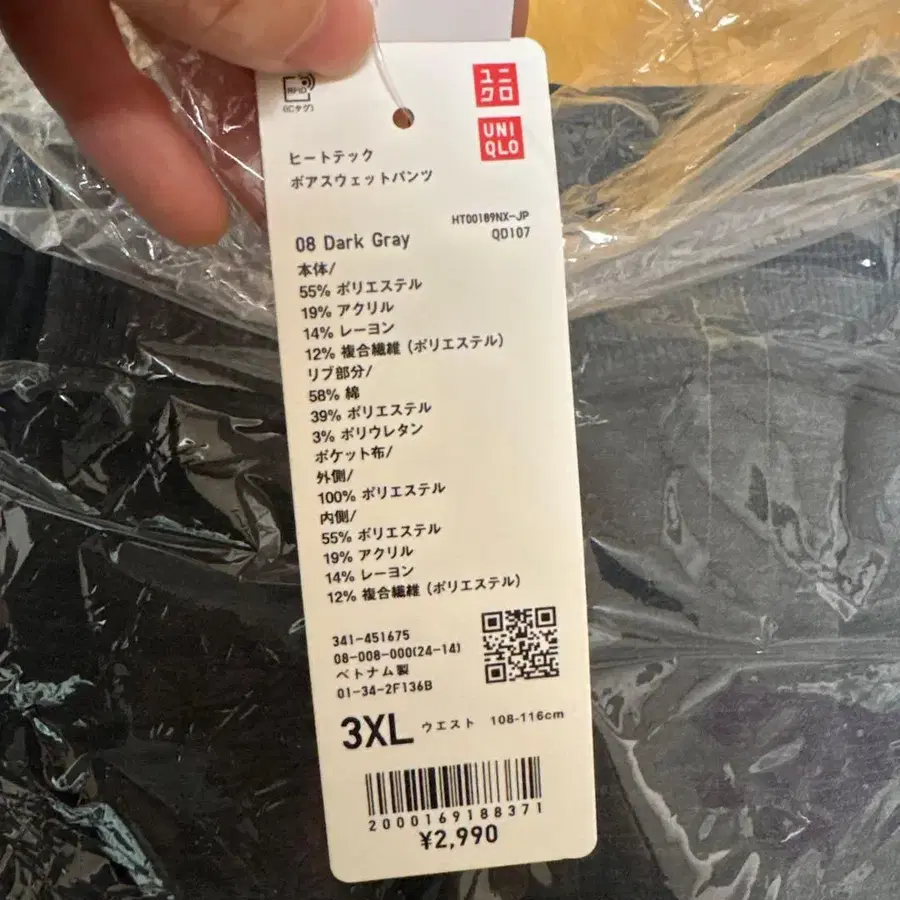 RFID
(ICタグ)
ユニ
クロ
UNI
QLO
ヒートテック
ボアスウェットパンツ
HT00189NX-JP
08 Dark Gray QD107
本体/
55% ポリエステル
19% アクリル
14% レーヨン
12% 複合繊維 (ポリエステル)
リブ部分/
58% 綿
39% ポリエステル
3% ポリウレタン
ポケット布/
外側/
100% ポリエステル
内側/
55% ポリエステル
19% アクリル
14% レーヨン
12% 複合繊維 (ポリエステル)
341-451675
08-008-000(24-14)
ベトナム製
01-34-2F136B
3XL ウエスト 108-116cm
2000169188371
¥2,990